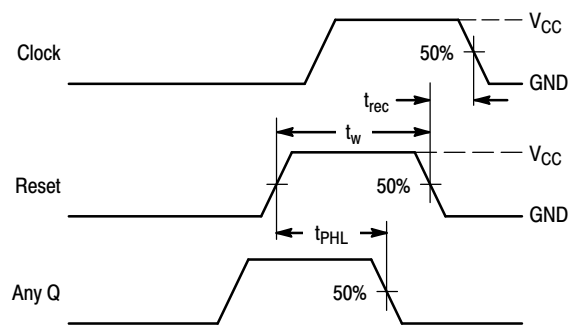 V_CC
Clock
50%
GND
t_rec
t_w
V_CC
Reset
50%
GND
t_PHL
Any Q
50%